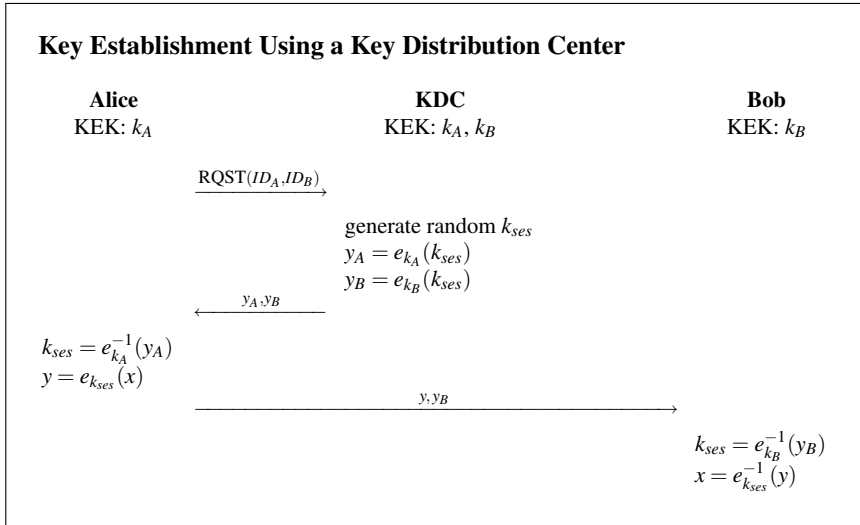 Key Establishment Using a Key Distribution Center
Alice KDC Bob
KEK: k_A KEK: k_A, k_B KEK: k_B
RQST(ID_A,ID_B)
generate random k_ses
y_A = e_{k_A}(k_ses)
y_B = e_{k_B}(k_ses)
y_A,y_B
k_ses = e^{-1}_{k_A}(y_A)
y = e_{k_ses}(x)
y,y_B
k_ses = e^{-1}_{k_B}(y_B)
x = e^{-1}_{k_ses}(y)